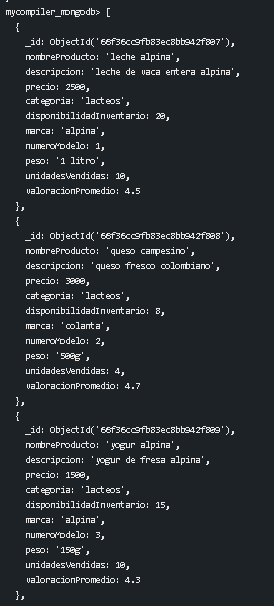 mycompiler_mongodb> [
{
_id: ObjectId('66f36cc9fb83ec8bb942f807'),
nombreProducto: 'leche alpina',
descripcion: 'leche de vaca entera alpina',
precio: 2500,
categoria: 'lacteos',
disponibilidadInventario: 20,
marca: 'alpina',
numeroModelo: 1,
peso: '1 litro',
unidadesVendidas: 10,
valoracionPromedio: 4.5
},
{
_id: ObjectId('66f36cc9fb83ec8bb942f808'),
nombreProducto: 'queso campesino',
descripcion: 'queso fresco colombiano',
precio: 3000,
categoria: 'lacteos',
disponibilidadInventario: 8,
marca: 'colanta',
numeroModelo: 2,
peso: '500g',
unidadesVendidas: 4,
valoracionPromedio: 4.7
},
{
_id: ObjectId('66f36cc9fb83ec8bb942f809'),
nombreProducto: 'yogur alpina',
descripcion: 'yogur de fresa alpina',
precio: 1500,
categoria: 'lacteos',
disponibilidadInventario: 15,
marca: 'alpina',
numeroModelo: 3,
peso: '150g',
unidadesVendidas: 10,
valoracionPromedio: 4.3
},